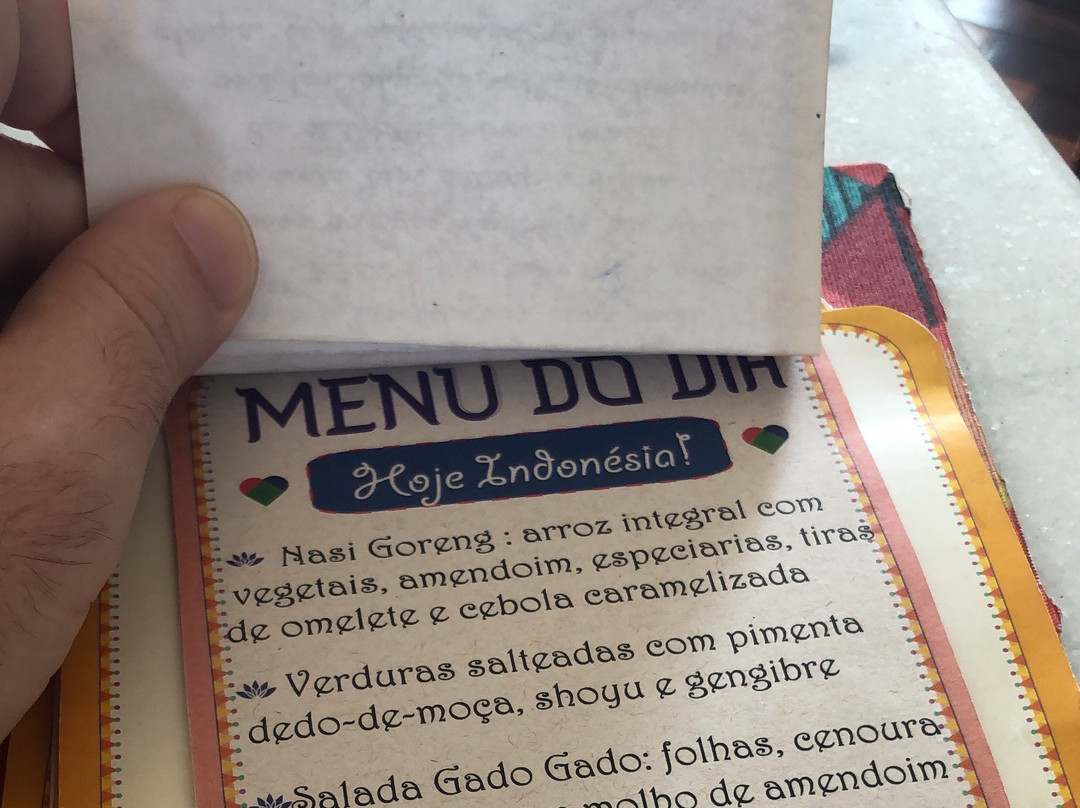 MENU DO DIA
Hoje Indonésia!
Nasi Goreng : arroz integral com
vegetais, amendoim, especiarias, tiras
de omelete e cebola caramelizada
Verduras salteadas com pimenta
dedo-de-moça, shoyu e gengibre
Salada Gado Gado: folhas, cenoura
molho de amendoim